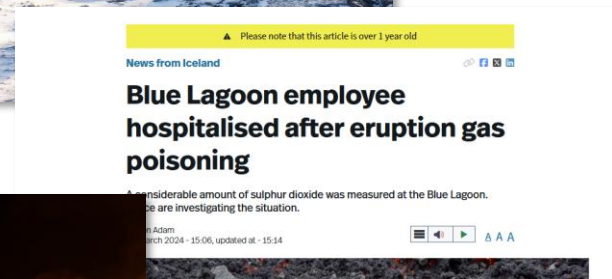 Please note that this article is over 1 year old
News from Iceland
Blue Lagoon employee
hospitalised after eruption gas
poisoning
considerable amount of sulphur dioxide was measured at the Blue Lagoon.
are investigating the situation.
Adam
2024 - 15:06, updated at - 15:14
A A A